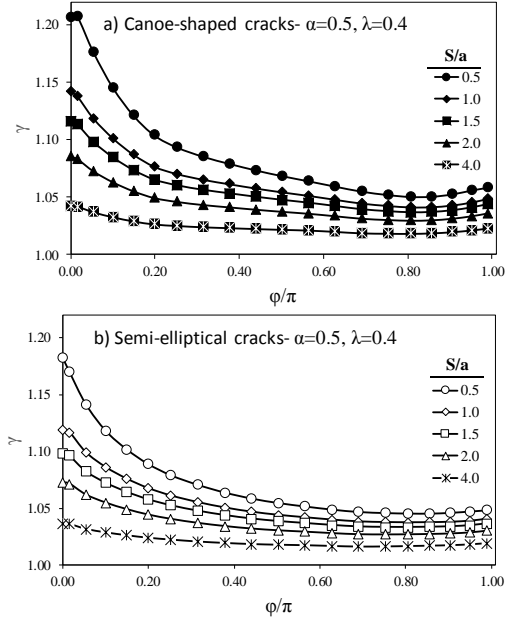 a) Canoe-shaped cracks- α=0.5, λ=0.4
1.20
1.15
1.10
1.05
1.00
γ
S/a
0.5
1.0
1.5
2.0
4.0
0.00 0.20 0.40 0.60 0.80 1.00
φ/π
b) Semi-elliptical cracks- α=0.5, λ=0.4
1.20
1.15
1.10
1.05
1.00
γ
S/a
0.5
1.0
1.5
2.0
4.0
0.00 0.20 0.40 0.60 0.80 1.00
φ/π